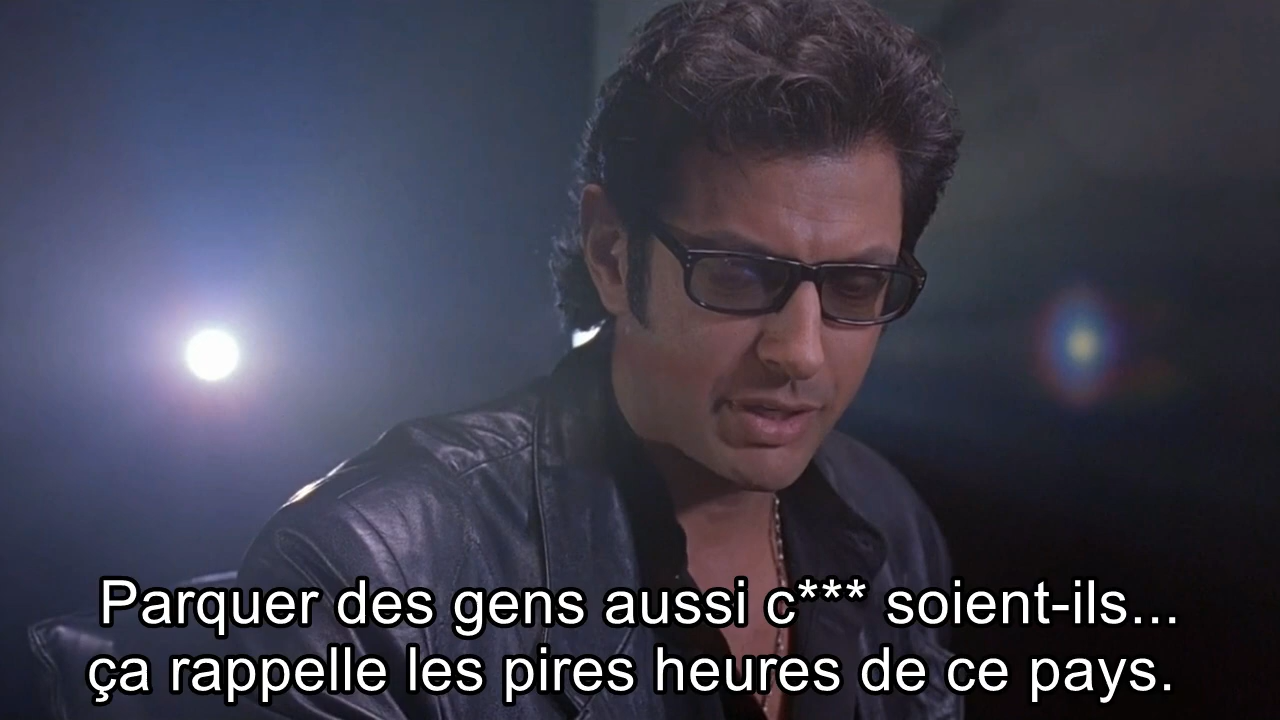 Parquer des gens aussi c*** soient-ils...
ça rappelle les pires heures de ce pays.